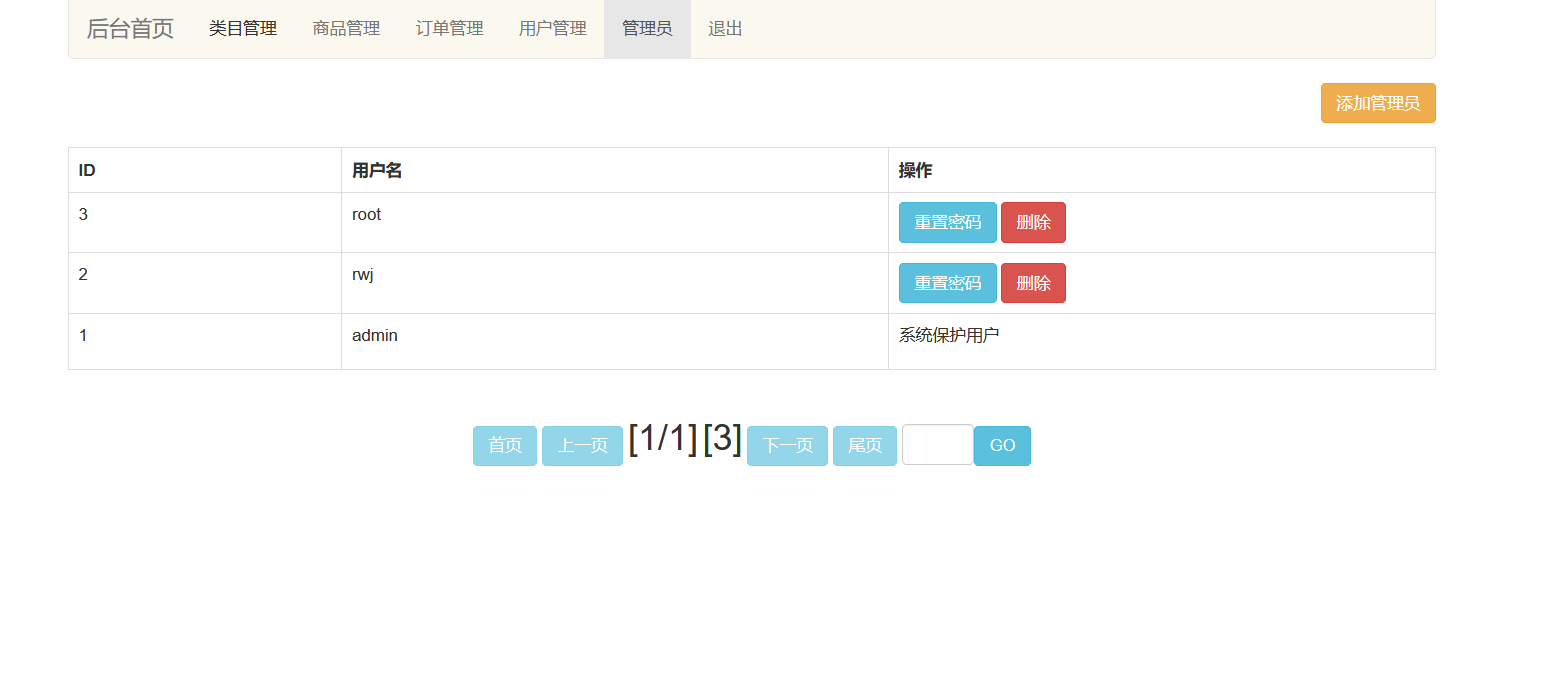 后台首页 类目管理 商品管理 订单管理 用户管理 管理员 退出
添加管理员
ID 用户名 操作
3 root 重置密码 删除
2 rwj 重置密码 删除
1 admin 系统保护用户
首页 上一页 [1/1][3] 下一页 尾页 GO